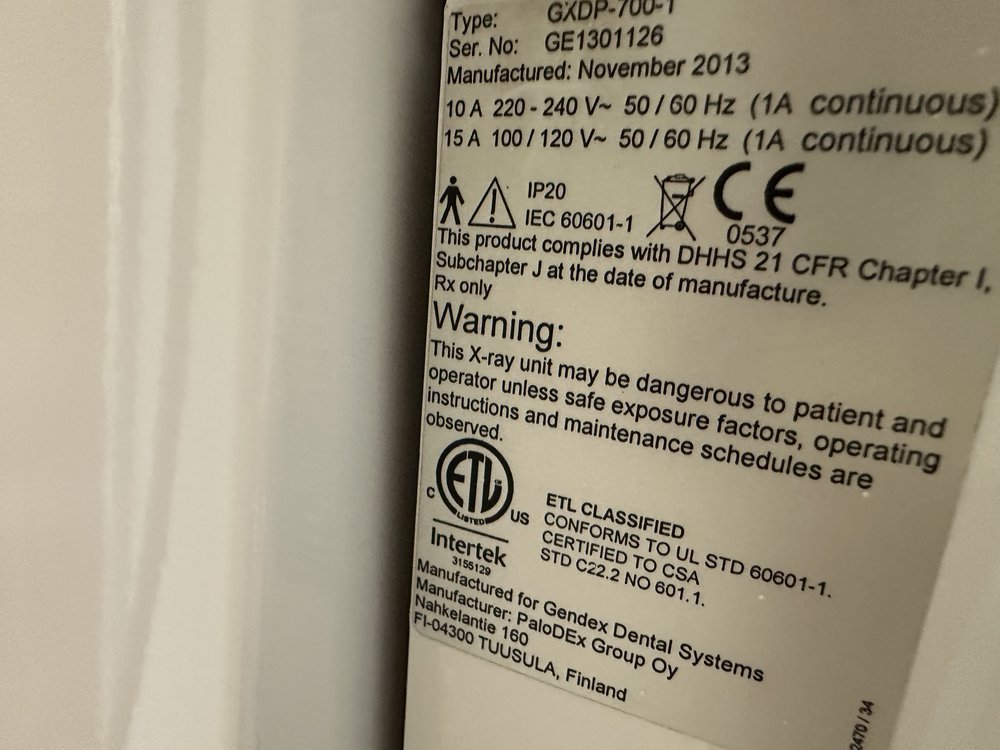 Type: GXDP-700-1
Ser. No: GE1301126
Manufactured: November 2013
10 A 220 - 240 V~ 50 / 60 Hz (1A continuous)
15 A 100 / 120 V~ 50 / 60 Hz (1A continuous)
IP20
IEC 60601-1
CE
0537
This product complies with DHHS 21 CFR Chapter I,
Subchapter J at the date of manufacture.
Rx only
Warning:
This X-ray unit may be dangerous to patient and
operator unless safe exposure factors, operating
instructions and maintenance schedules are
observed.
ETL
LISTED
C US
Intertek
3155129
ETL CLASSIFIED
CONFORMS TO UL STD 60601-1.
CERTIFIED TO CSA
STD C22.2 NO 601.1.
Manufactured for Gendex Dental Systems
Manufacturer: PaloDEx Group Oy
Nahkelantie 160
FI-04300 TUUSULA, Finland